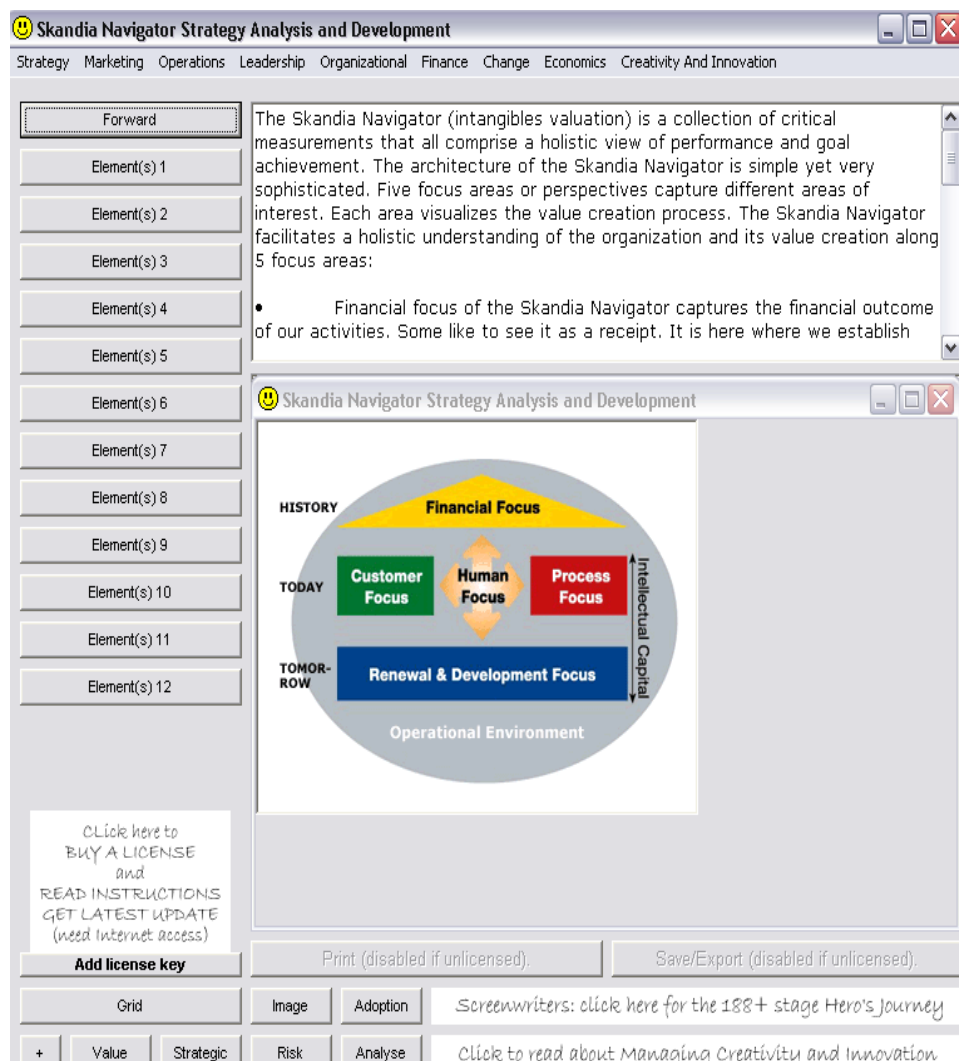 Skandia Navigator Strategy Analysis and Development
Strategy Marketing Operations Leadership Organizational Finance Change Economics Creativity And Innovation
Forward
Element(s) 1
Element(s) 2
Element(s) 3
Element(s) 4
Element(s) 5
Element(s) 6
Element(s) 7
Element(s) 8
Element(s) 9
Element(s) 10
Element(s) 11
Element(s) 12
The Skandia Navigator (intangibles valuation) is a collection of critical
measurements that all comprise a holistic view of performance and goal
achievement. The architecture of the Skandia Navigator is simple yet very
sophisticated. Five focus areas or perspectives capture different areas of
interest. Each area visualizes the value creation process. The Skandia Navigator
facilitates a holistic understanding of the organization and its value creation along
5 focus areas:
• Financial focus of the Skandia Navigator captures the financial outcome
of our activities. Some like to see it as a receipt. It is here where we establish
Skandia Navigator Strategy Analysis and Development
HISTORY
Financial Focus
TODAY
Customer
Focus
Human
Focus
Process
Focus
Intellectual Capital
TOMOR-
ROW
Renewal & Development Focus
Operational Environment
CLick here to
BUY A LICENSE
and
READ INSTRUCTIONS
GET LATEST UPDATE
(need Internet access)
Add license key
Print (disabled if unlicensed).
Save/Export (disabled if unlicensed).
Grid
Image
Adoption
Screenwriters: click here for the 188+ stage Hero's Journey
+
Value
Strategic
Risk
Analyse
Click to read about Managing Creativity and Innovation